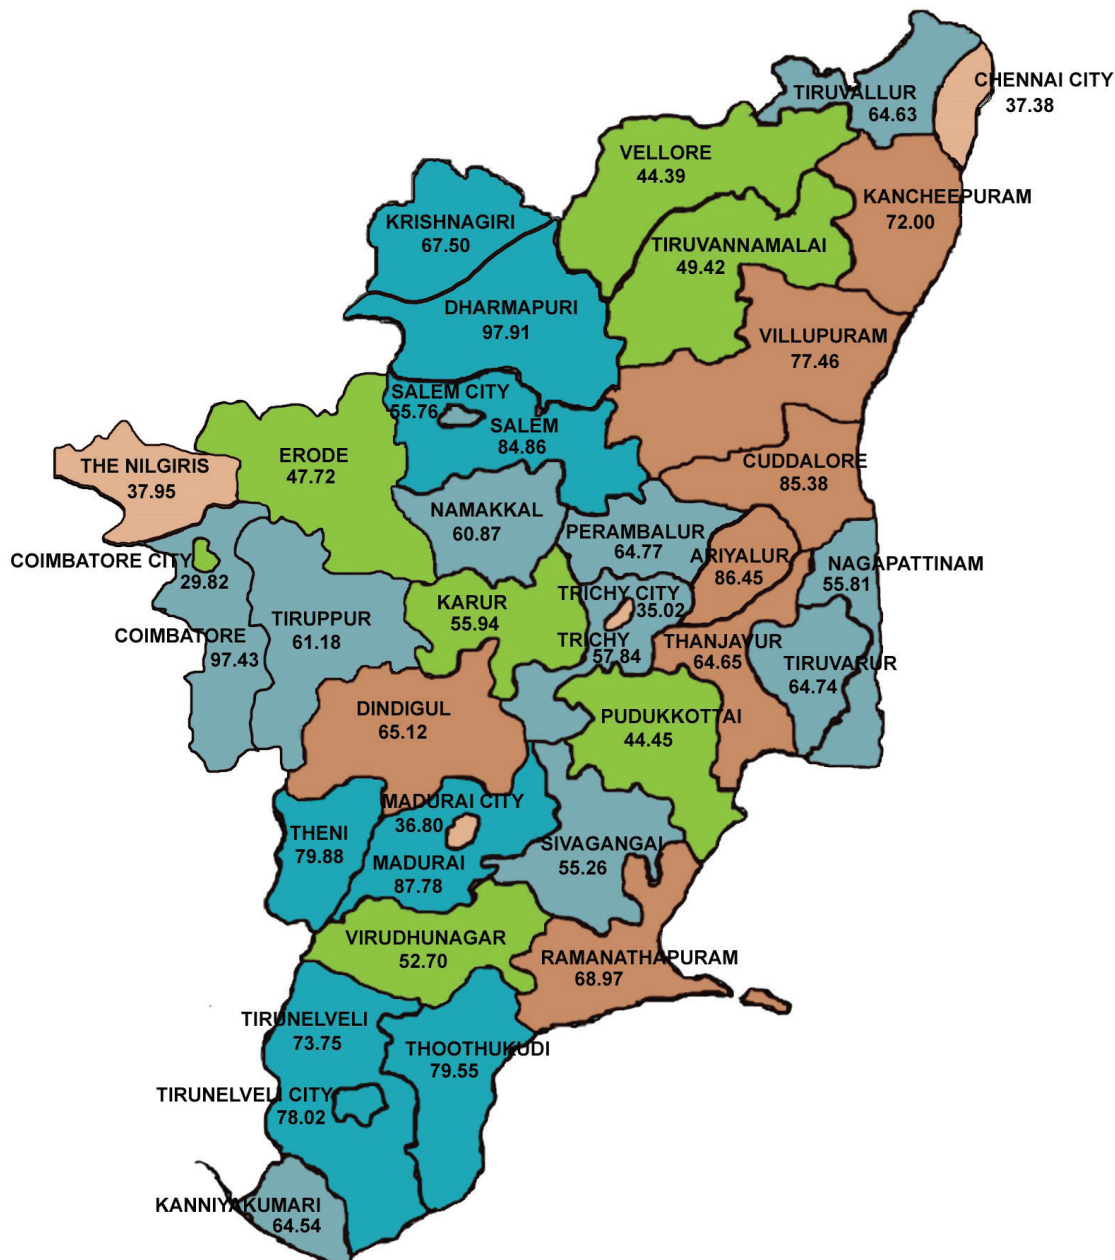 CHENNAI CITY
37.38
TIRUVALLUR
64.63
VELLORE
44.39
KANCHEEPURAM
72.00
KRISHNAGIRI
67.50
TIRUVANNAMALAI
49.42
DHARMAPURI
97.91
VILLUPURAM
77.46
SALEM CITY
55.76
SALEM
84.86
ERODE
47.72
THE NILGIRIS
37.95
CUDDALORE
85.38
NAMAKKAL
60.87
PERAMBALUR
64.77
ARIYALUR
86.45
NAGAPATTINAM
55.81
COIMBATORE CITY
29.82
TRICHY CITY
35.02
KARUR
55.94
TIRUPPUR
61.18
COIMBATORE
97.43
TRICHY
57.84
THANJAVUR
64.65
TIRUVARUR
64.74
DINDIGUL
65.12
PUDUKKOTTAI
44.45
MADURAI CITY
36.80
THENI
79.88
MADURAI
87.78
SIVAGANGAI
55.26
VIRUDHUNAGAR
52.70
RAMANATHAPURAM
68.97
TIRUNELVELI
73.75
THOOTHUKUDI
79.55
TIRUNELVELI CITY
78.02
KANNIYAKUMARI
64.54